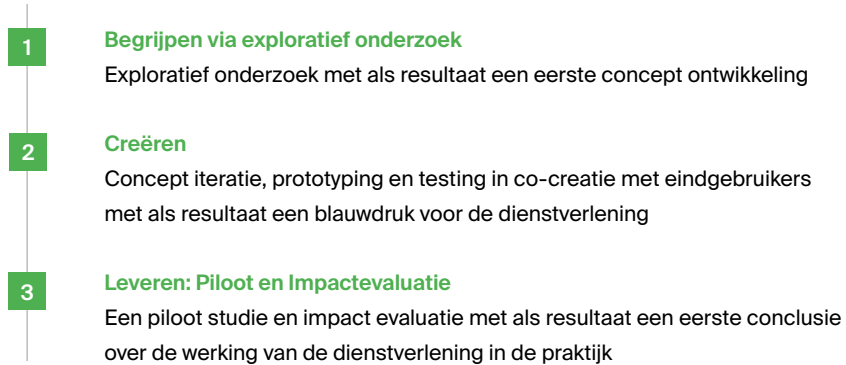 1
Begrijpen via exploratief onderzoek
Exploratief onderzoek met als resultaat een eerste concept ontwikkeling
2
Creëren
Concept iteratie, prototyping en testing in co-creatie met eindgebruikers
met als resultaat een blauwdruk voor de dienstverlening
3
Leveren: Piloot en Impactevaluatie
Een piloot studie en impact evaluatie met als resultaat een eerste conclusie
over de werking van de dienstverlening in de praktijk